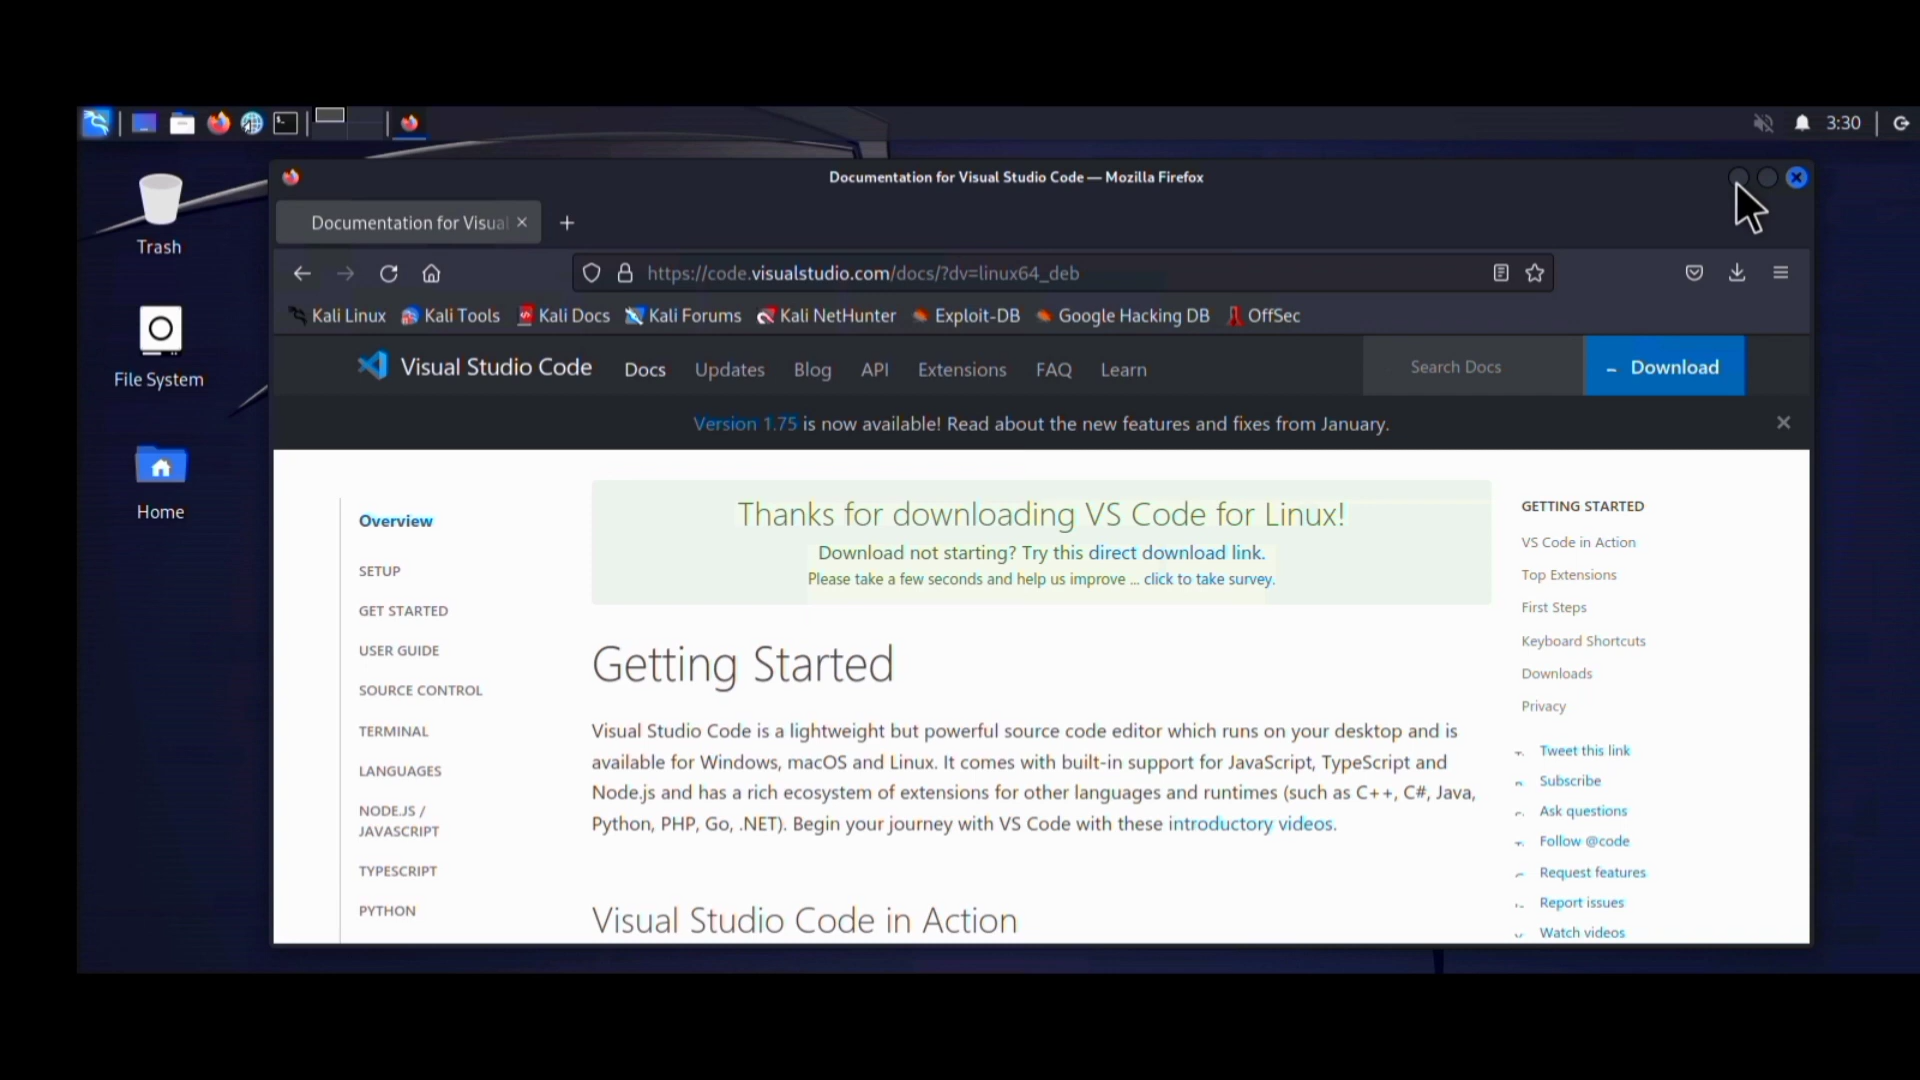 3:30
Trash
File System
Home
Documentation for Visual Studio Code — Mozilla Firefox
Documentation for Visual
https://code.visualstudio.com/docs/?dv=linux64_deb
Kali Linux Kali Tools Kali Docs Kali Forums Kali NetHunter Exploit-DB Google Hacking DB OffSec
Visual Studio Code Docs Updates Blog API Extensions FAQ Learn Search Docs Download
Version 1.75 is now available! Read about the new features and fixes from January.
Overview
SETUP
GET STARTED
USER GUIDE
SOURCE CONTROL
TERMINAL
LANGUAGES
NODE.JS /
JAVASCRIPT
TYPESCRIPT
PYTHON
Thanks for downloading VS Code for Linux!
Download not starting? Try this direct download link.
Please take a few seconds and help us improve ... click to take survey.
Getting Started
Visual Studio Code is a lightweight but powerful source code editor which runs on your desktop and is
available for Windows, macOS and Linux. It comes with built-in support for JavaScript, TypeScript and
Node.js and has a rich ecosystem of extensions for other languages and runtimes (such as C++, C#, Java,
Python, PHP, Go, .NET). Begin your journey with VS Code with these introductory videos.
Visual Studio Code in Action
GETTING STARTED
VS Code in Action
Top Extensions
First Steps
Keyboard Shortcuts
Downloads
Privacy
Tweet this link
Subscribe
Ask questions
Follow @code
Request features
Report issues
Watch videos